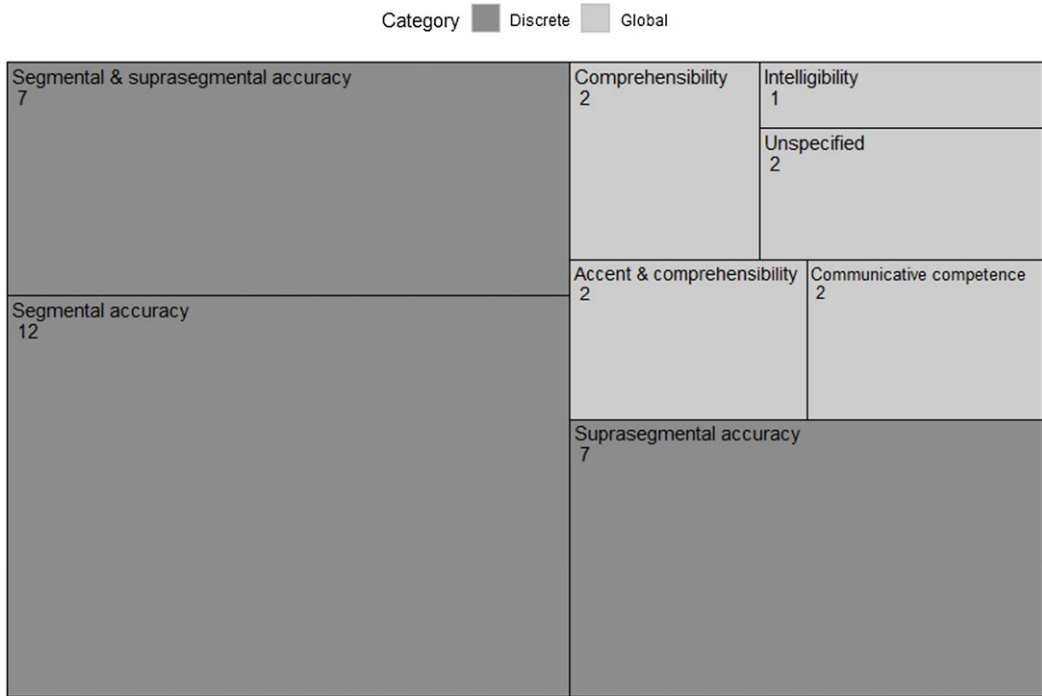 Category Discrete Global
Segmental & suprasegmental accuracy
7
Comprehensibility
2
Intelligibility
1
Unspecified
2
Accent & comprehensibility
2
Communicative competence
2
Segmental accuracy
12
Suprasegmental accuracy
7